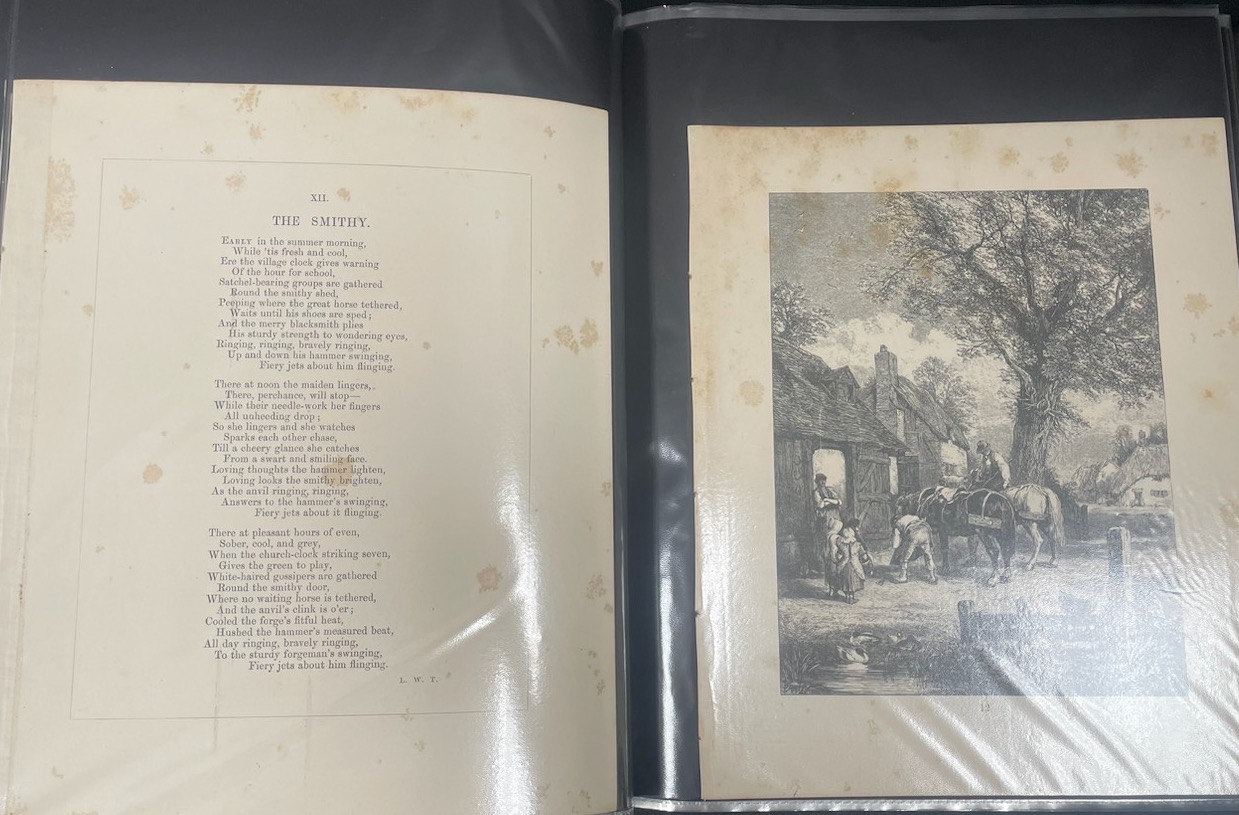 XII.
THE SMITHY.
EARLY in the summer morning,
While 'tis fresh and cool,
Ere the village clock gives warning
Of the hour for school,
Satchel-bearing groups are gathered
Round the smithy shed,
Peeping where the great horse tethered,
Waits until his shoes are sped;
And the merry blacksmith plies
His sturdy strength to wondering eyes,
Ringing, ringing, bravely ringing,
Up and down his hammer swinging,
Fiery jets about him flinging.
There at noon the maiden lingers,
There, perchance, will stop—
While their needle-work her fingers
All unheeding drop;
So she lingers and she watches
Sparks each other chase,
Till a cheery glance she catches
From a swart and smiling face.
Loving thoughts the hammer lighten,
Loving looks the smithy brighten,
As the anvil ringing, ringing,
Answers to the hammer's swinging,
Fiery jets about it flinging.
There at pleasant hours of even,
Sober, cool, and grey,
When the church-clock striking seven,
Gives the green to play,
White-haired gossipers are gathered
Round the smithy door,
Where no waiting horse is tethered,
And the anvil's clink is o'er;
Cooled the forge's fitful heat,
Hushed the hammer's measured beat,
All day ringing, bravely ringing,
To the sturdy forgeman's swinging,
Fiery jets about him flinging.
L. W. T.
12